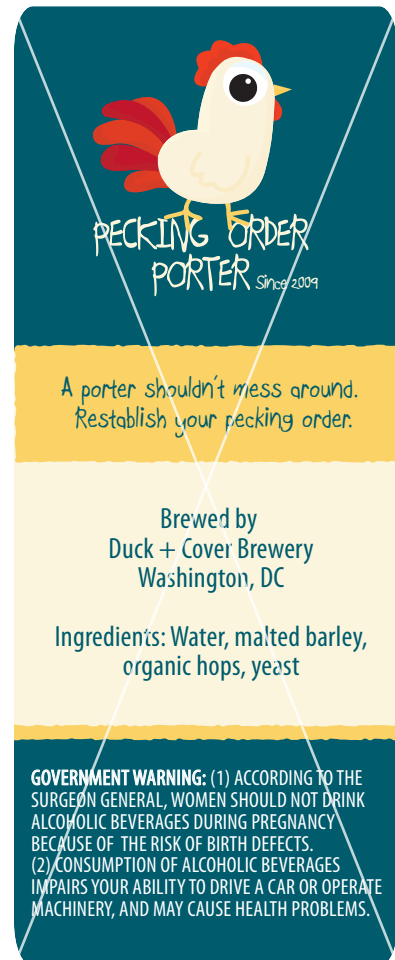 PECKING ORDER
PORTER Since 2009
A porter shouldn't mess around.
Restablish your pecking order.
Brewed by
Duck + Cover Brewery
Washington, DC
Ingredients: Water, malted barley,
organic hops, yeast
GOVERNMENT WARNING: (1) ACCORDING TO THE
SURGEON GENERAL, WOMEN SHOULD NOT DRINK
ALCOHOLIC BEVERAGES DURING PREGNANCY
BECAUSE OF THE RISK OF BIRTH DEFECTS.
(2) CONSUMPTION OF ALCOHOLIC BEVERAGES
IMPAIRS YOUR ABILITY TO DRIVE A CAR OR OPERATE
MACHINERY, AND MAY CAUSE HEALTH PROBLEMS.